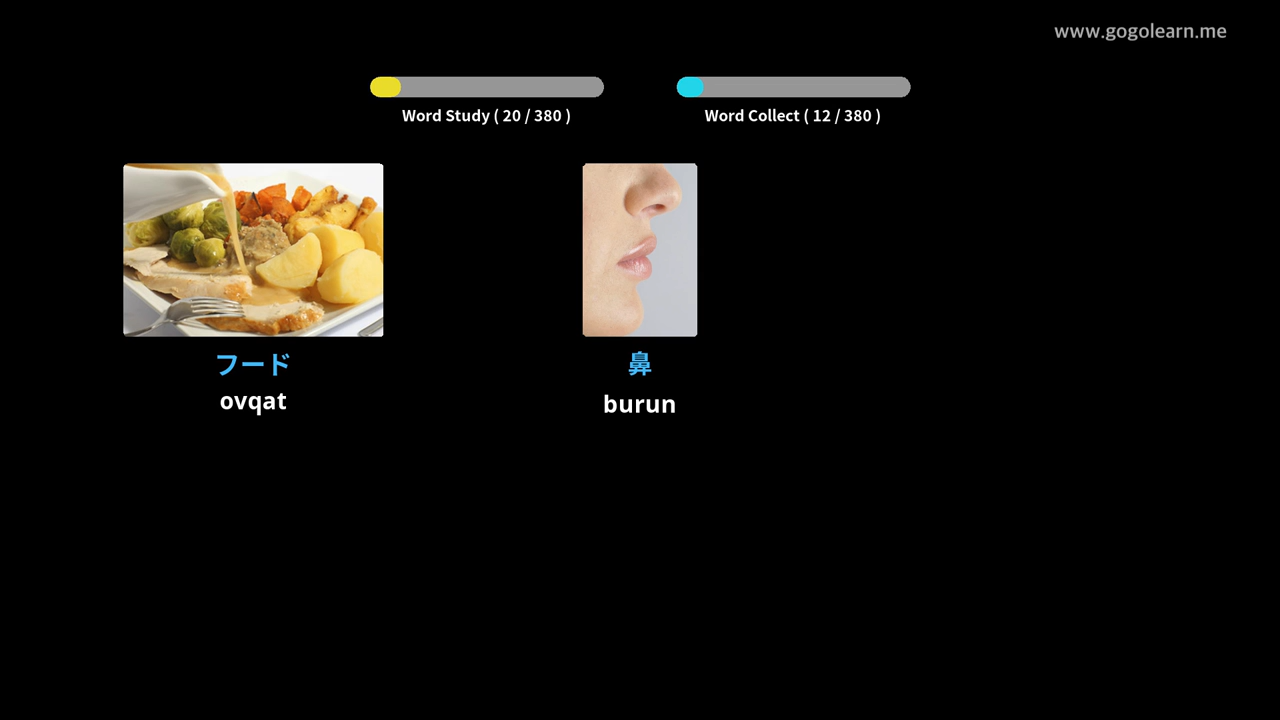 www.gogolearn.me
Word Study ( 20 / 380 )
Word Collect ( 12 / 380 )
フード
ovqat
鼻
burun